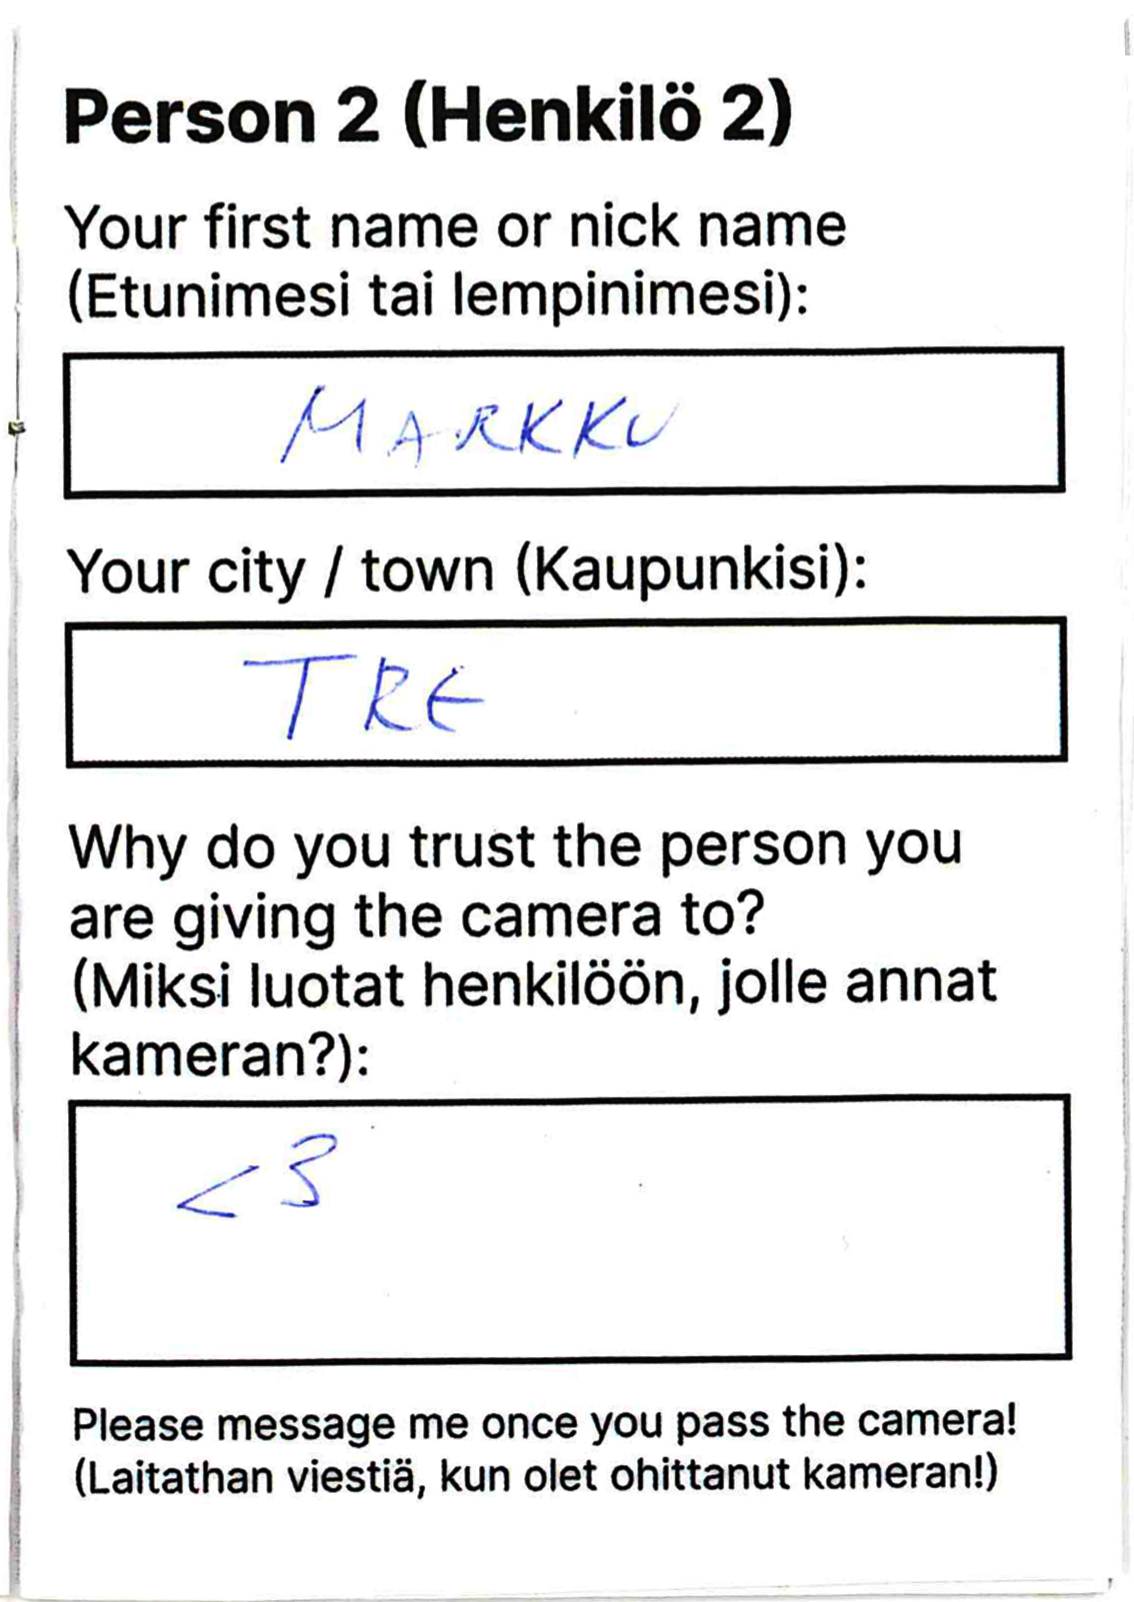 Person 2 (Henkilö 2)
Your first name or nick name
(Etunimesi tai lempinimesi):
MARKKU
Your city / town (Kaupunkisi):
TRE
Why do you trust the person you
are giving the camera to?
(Miksi luotat henkilöön, jolle annat
kameran?):
<3
Please message me once you pass the camera!
(Laitathan viestiä, kun olet ohittanut kameran!)